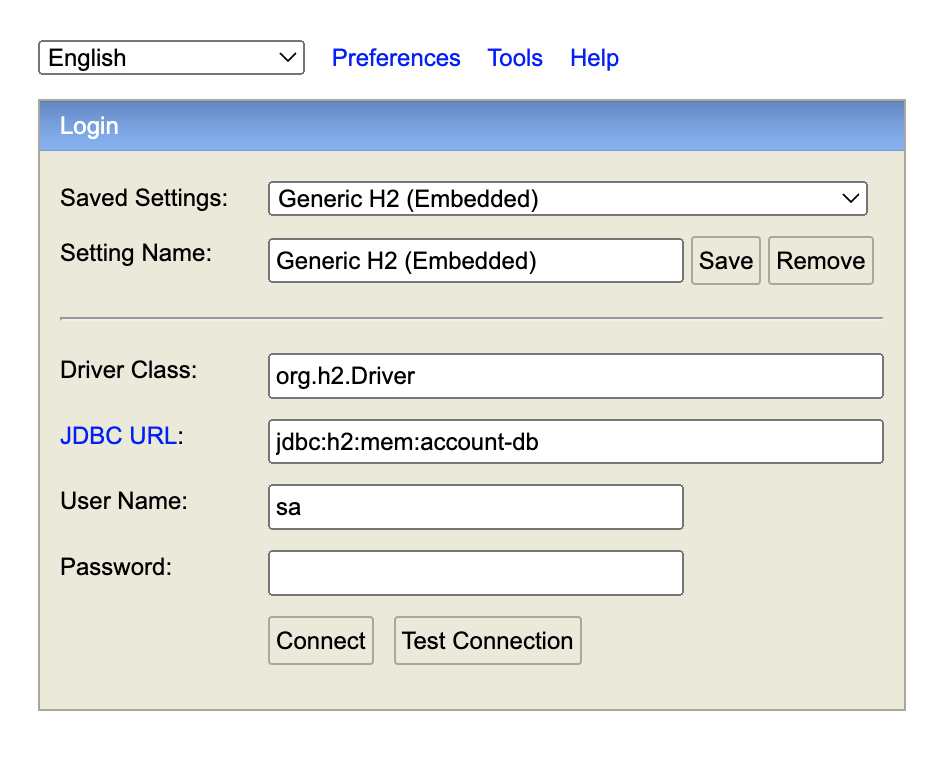 English Preferences Tools Help
Login
Saved Settings: Generic H2 (Embedded)
Setting Name: Generic H2 (Embedded) Save Remove
Driver Class: org.h2.Driver
JDBC URL: jdbc:h2:mem:account-db
User Name: sa
Password:
Connect Test Connection